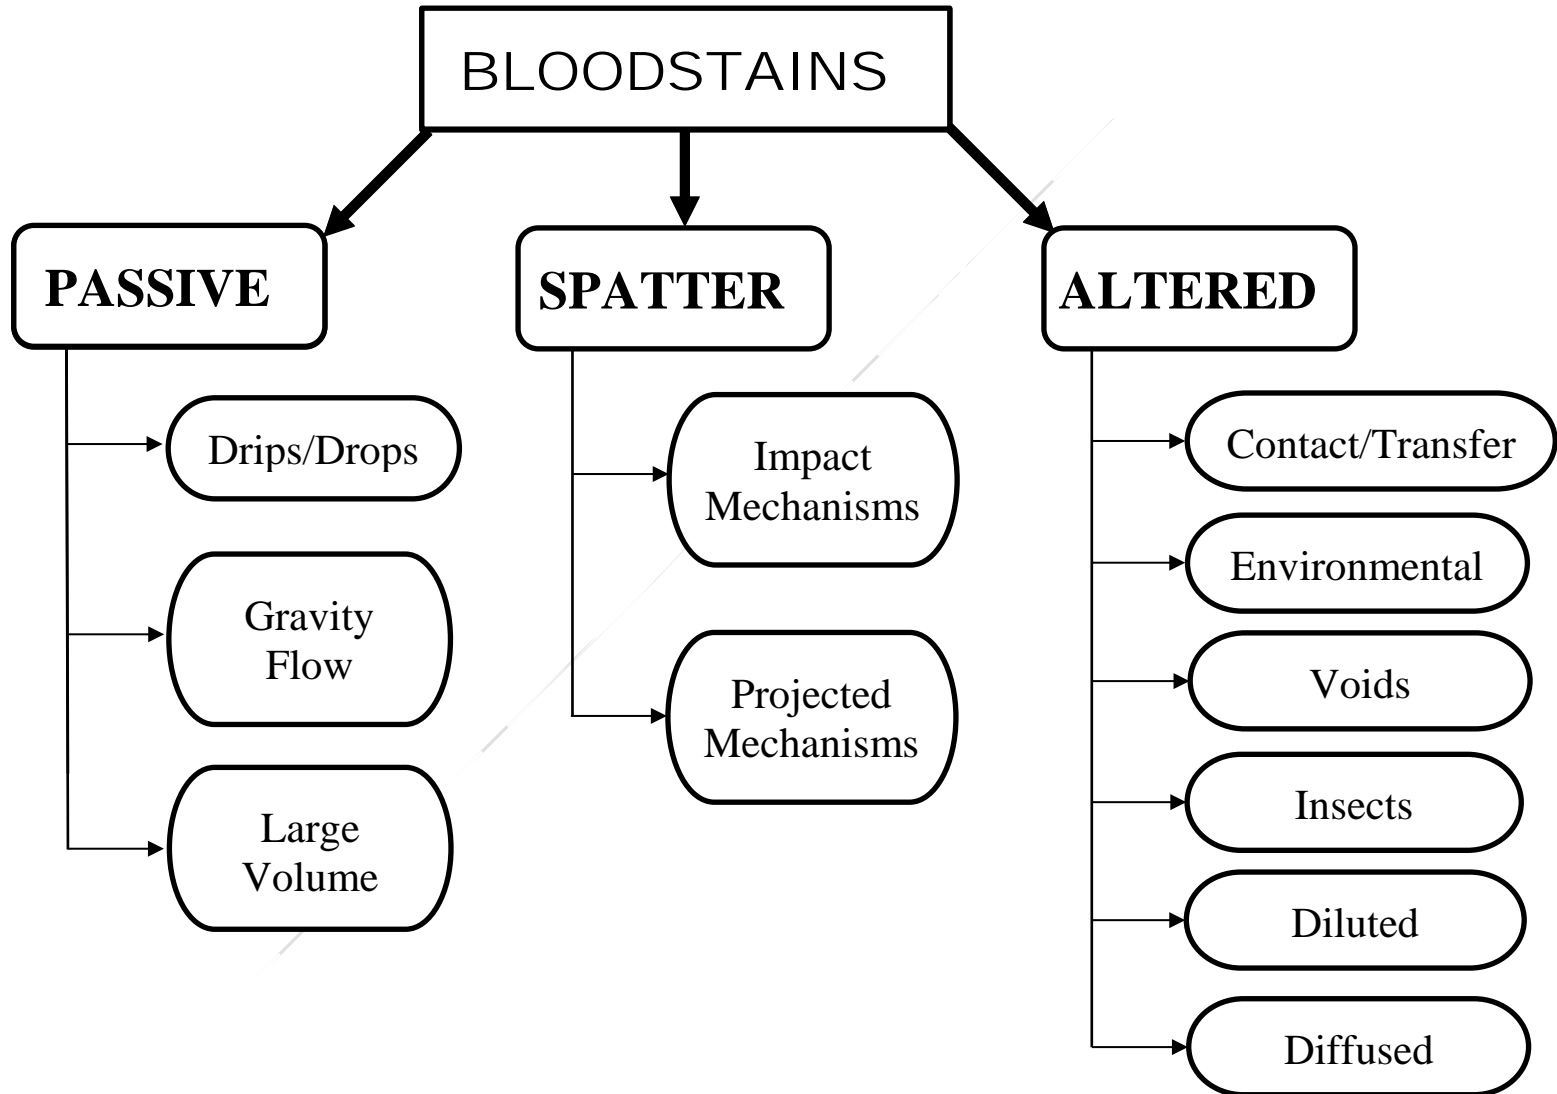 BLOODSTAINS
PASSIVE
Drips/Drops
Gravity
Flow
Large
Volume
SPATTER
Impact
Mechanisms
Projected
Mechanisms
ALTERED
Contact/Transfer
Environmental
Voids
Insects
Diluted
Diffused